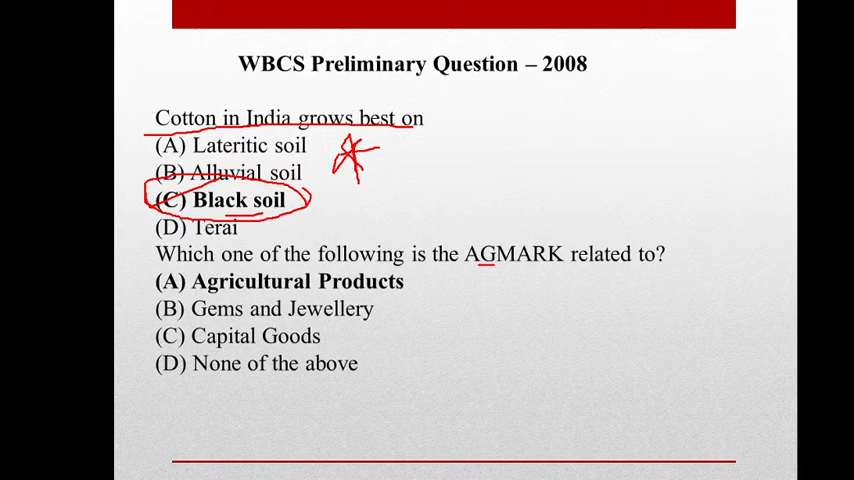 WBCS Preliminary Question – 2008
Cotton in India grows best on
(A) Lateritic soil
(B) Alluvial soil
(C) Black soil
(D) Terai
Which one of the following is the AGMARK related to?
(A) Agricultural Products
(B) Gems and Jewellery
(C) Capital Goods
(D) None of the above